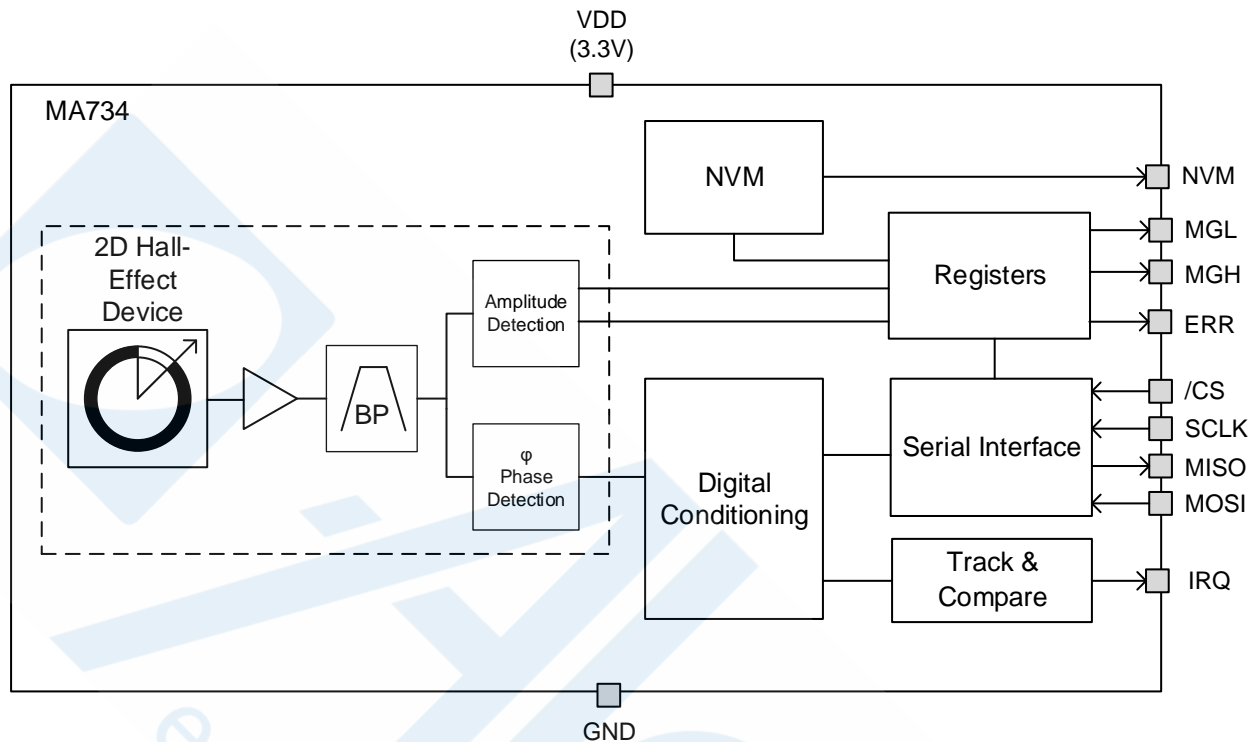 VDD
(3.3V)
MA734
NVM
NVM
2D Hall-
Effect
Device
Amplitude
Detection
Registers
MGL
MGH
ERR
BP
φ
Phase
Detection
Digital
Conditioning
Serial Interface
/CS
SCLK
MISO
MOSI
Track &
Compare
IRQ
GND